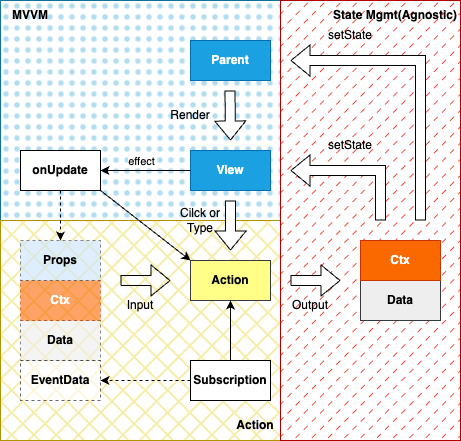 MVVM
State Mgmt(Agnostic)
setState
Parent
Render
setState
onUpdate
effect
View
Click or
Type
Props
Ctx
Data
EventData
Input
Action
Output
Ctx
Data
Subscription
Action